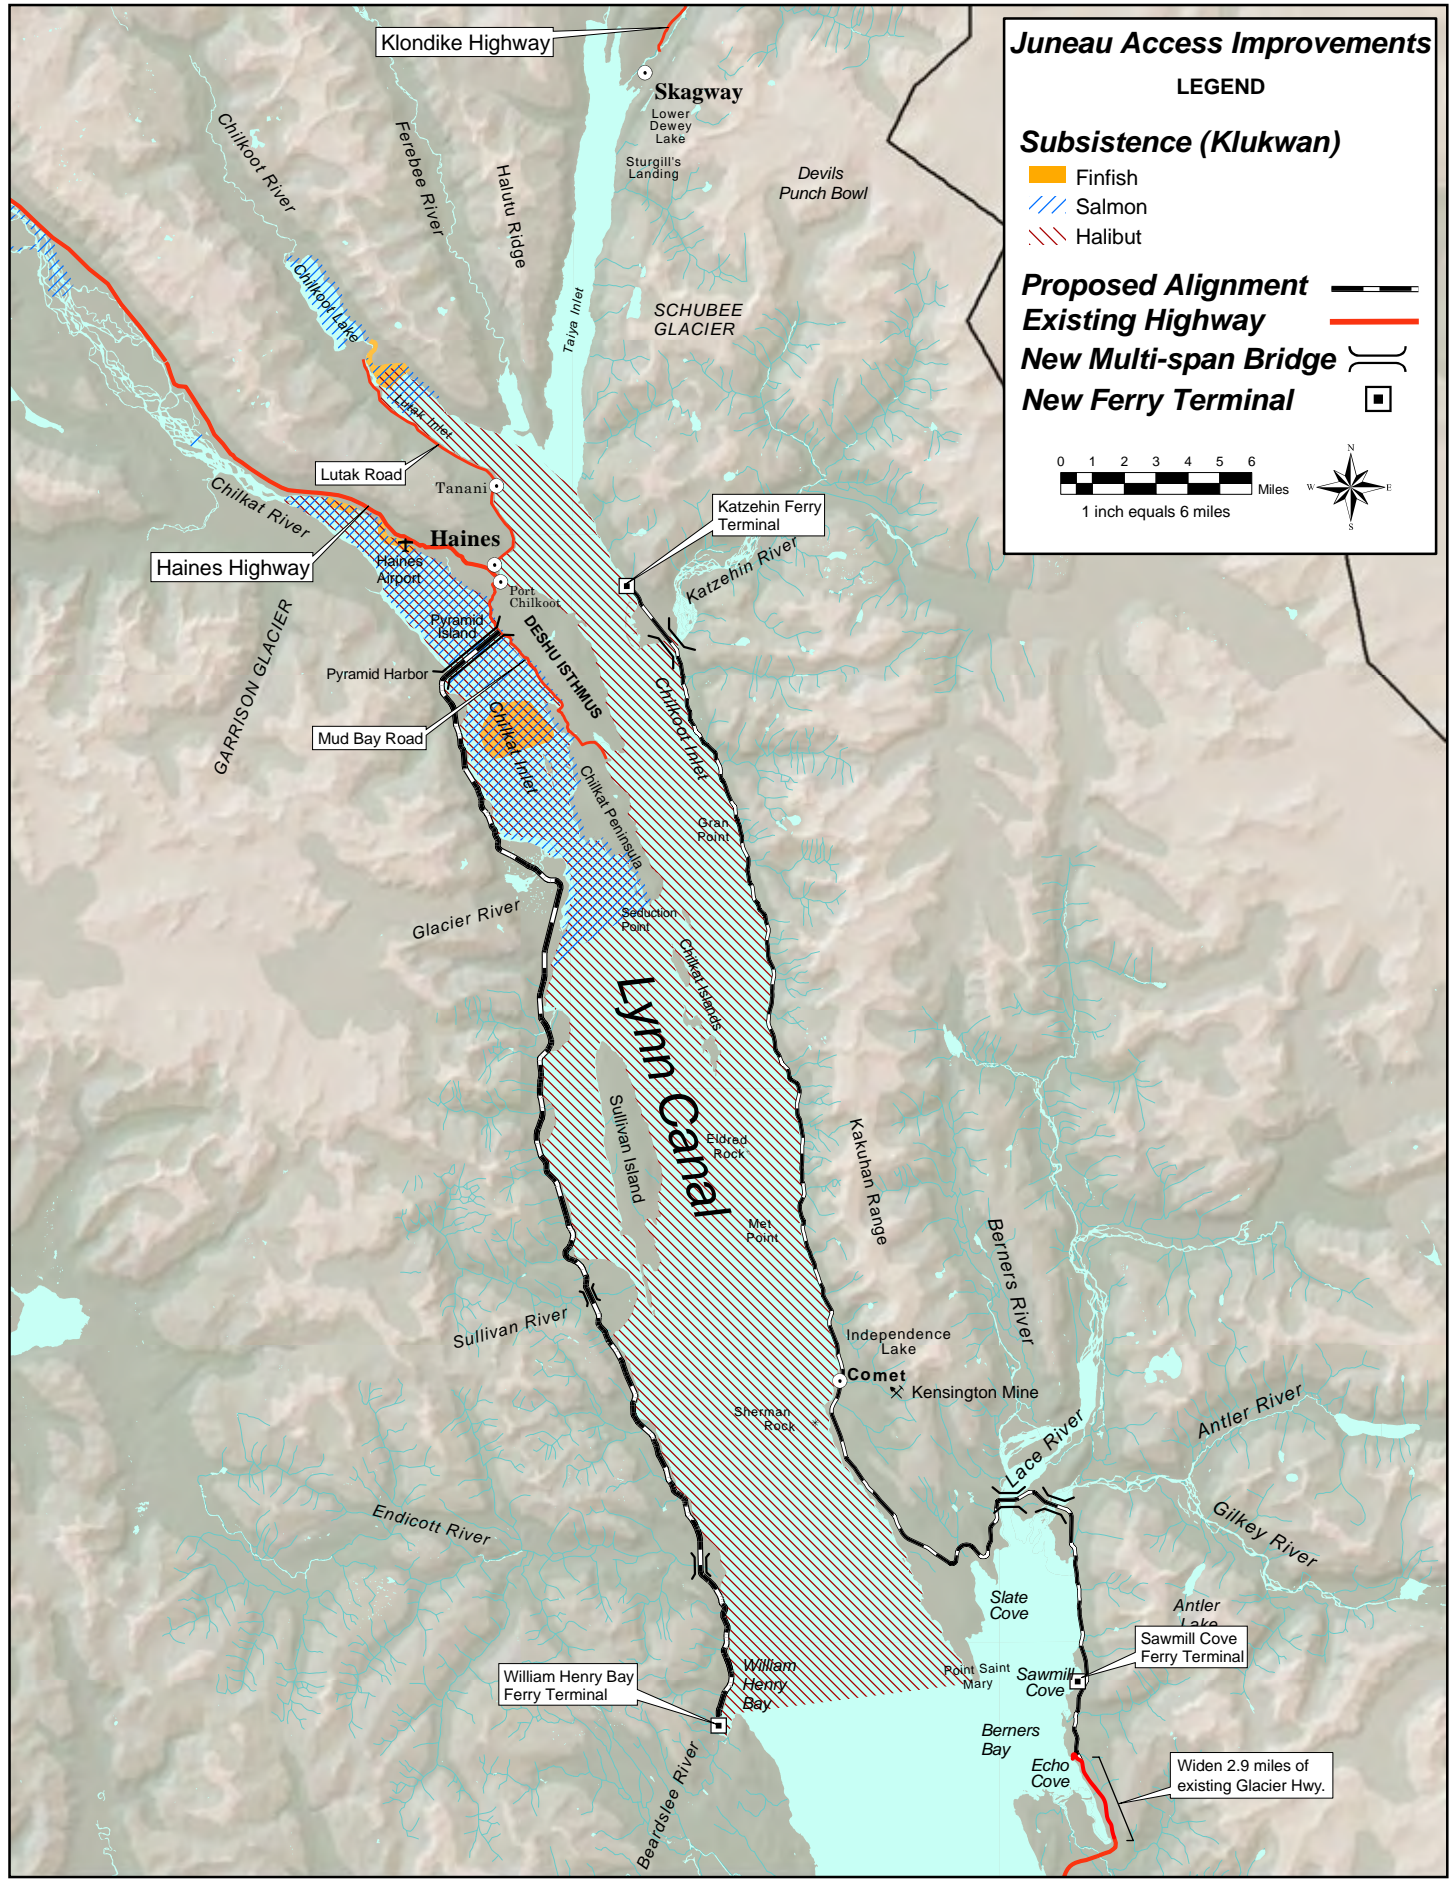 Juneau Access Improvements
LEGEND
Subsistence (Klukwan)
Finfish
Salmon
Halibut
Proposed Alignment
Existing Highway
New Multi-span Bridge
New Ferry Terminal
0 1 2 3 4 5 6
Miles
1 inch equals 6 miles
N
W
E
S
Klondike Highway
Skagway
Lower
Dewey
Lake
Sturgill's
Landing
Devils
Punch Bowl
Chilkoot River
Ferebee River
Halutu Ridge
Taiya Inlet
SCHUBEE
GLACIER
Chilkoot Lake
Lutak Inlet
Lutak Road
Tanani
Chilkat River
Haines
Haines Highway
Haines
Airport
Port
Chilkoot
Katzehin Ferry
Terminal
Katzehin River
GARRISON GLACIER
Pyramid
Island
Pyramid Harbor
DESHU ISTHMUS
Mud Bay Road
Chilkat Inlet
Chilkoot Inlet
Chilkat Peninsula
Gran
Point
Glacier River
Seduction
Point
Chilkat Islands
Lynn Canal
Sullivan Island
Eldred
Rock
Kakuhan Range
Met
Point
Berners River
Sullivan River
Independence
Lake
Comet
Kensington Mine
Sherman
Rock
Antler River
Lace River
Endicott River
Gilkey River
Slate
Cove
Antler
Lake
Sawmill Cove
Ferry Terminal
William Henry Bay
Ferry Terminal
William
Henry
Bay
Point Saint
Mary
Sawmill
Cove
Berners
Bay
Echo
Cove
Widen 2.9 miles of
existing Glacier Hwy.
Beardslee River